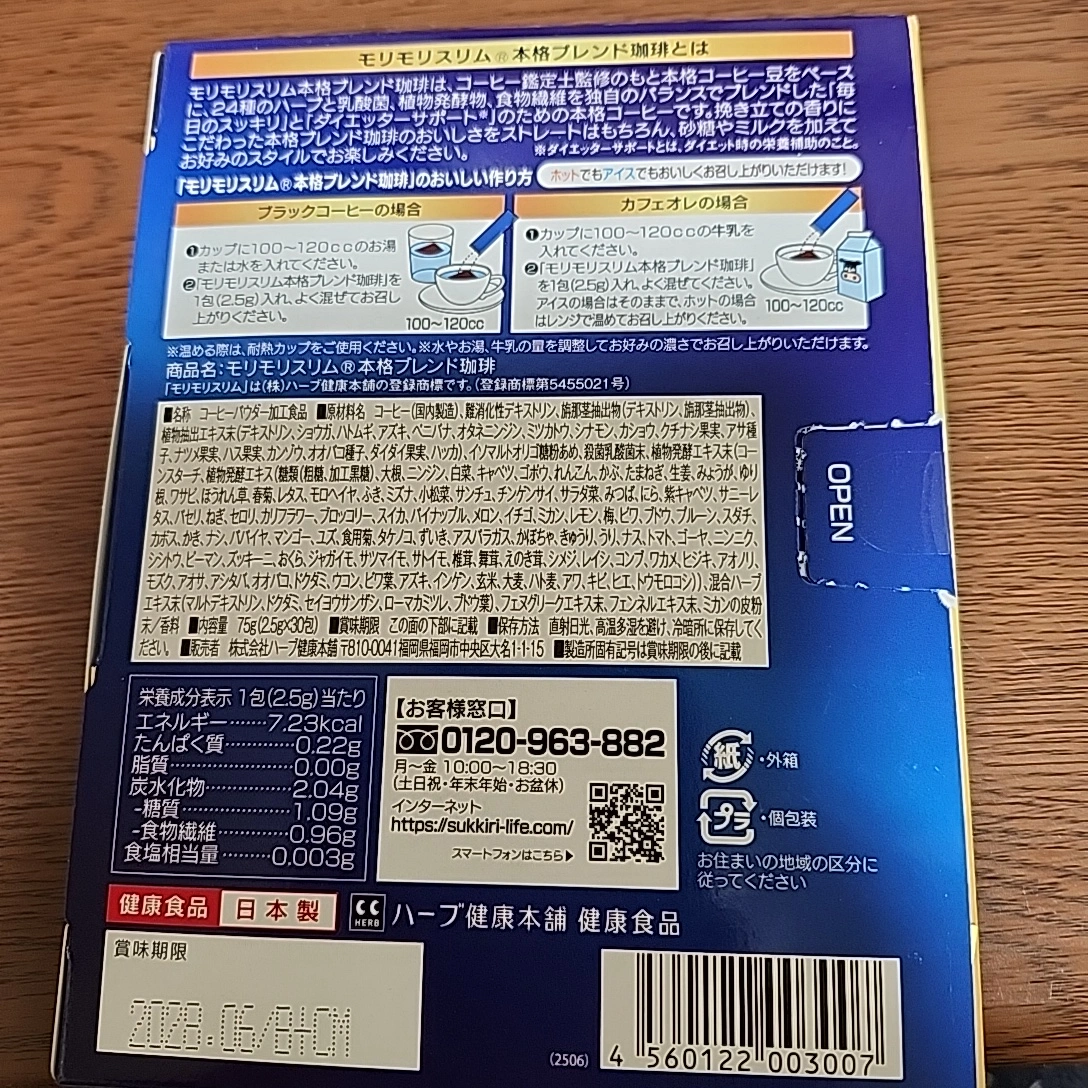 モリモリスリム®本格ブレンド珈琲とは
モリモリスリム本格ブレンド珈琲は、コーヒー鑑定士監修のもと本格コーヒー豆をベース
に、24種のハーブと乳酸菌、植物発酵物、食物繊維を独自のバランスでブレンドした「毎
日のスッキリ」と「ダイエッターサポート※」のための本格コーヒーです。挽き立ての香りに
こだわった本格ブレンド珈琲のおいしさをストレートはもちろん、砂糖やミルクを加えて
お好みのスタイルでお楽しみください。
※ダイエッターサポートとは、ダイエット時の栄養補助のこと。
「モリモリスリム®本格ブレンド珈琲」のおいしい作り方
ホットでもアイスでもおいしくお召し上がりいただけます!
ブラックコーヒーの場合
❶カップに100〜120ccのお湯
または水を入れてください。
❷「モリモリスリム本格ブレンド珈琲」を
1包(2.5g)入れ、よく混ぜてお召し
上がりください。
100〜120cc
カフェオレの場合
❶カップに100〜120ccの牛乳を
入れてください。
❷「モリモリスリム本格ブレンド珈琲」
を1包(2.5g)入れ、よく混ぜてください。
アイスの場合はそのままで、ホットの場合
はレンジで温めてお召し上がりください。
100〜120cc
※温める際は、耐熱カップをご使用ください。※水やお湯、牛乳の量を調整してお好みの濃さでお召し上がりいただけます。
商品名:モリモリスリム®本格ブレンド珈琲
「モリモリスリム」は(株)ハーブ健康本舗の登録商標です。(登録商標第5455021号)
■名称 コーヒーパウダー加工食品 ■原材料名 コーヒー(国内製造)、難消化性デキストリン、旃那茎抽出物(デキストリン、旃那茎抽出物)、
植物抽出エキス末(デキストリン、ショウガ、ハトムギ、アズキ、ベニバナ、オタネニンジン、ミツカトウ、シナモン、カショウ、クチナシ果実、アサ種
子、ナツメ果実、ハス果実、カンゾウ、オオバコ種子、ダイダイ果実、ハッカ)、イソマルトオリゴ糖粉あめ、殺菌乳酸菌末、植物発酵エキス末(コー
ンスターチ、植物発酵エキス(糖類(粗糖、加工黒糖)、大根、ニンジン、白菜、キャベツ、ゴボウ、れんこん、かぶ、たまねぎ、生姜、みょうが、ゆり
根、ワサビ、ほうれん草、春菊、レタス、モロヘイヤ、ふき、ミズナ、小松菜、サンチュ、チンゲンサイ、サラダ菜、みつば、にら、紫キャベツ、サニーレ
タス、パセリ、ねぎ、セロリ、カリフラワー、ブロッコリー、スイカ、パイナップル、メロン、イチゴ、ミカン、レモン、梅、ビワ、ブドウ、プルーン、スダチ、
カボス、かき、ナシ、パパイヤ、マンゴー、ユズ、食用菊、タケノコ、ずいき、アスパラガス、かぼちゃ、きゅうり、うり、ナス、トマト、ゴーヤ、ニンニク、
シシトウ、ピーマン、ズッキーニ、おくら、ジャガイモ、サツマイモ、サトイモ、椎茸、舞茸、えのき茸、シメジ、レイシ、コンブ、ワカメ、ヒジキ、アオノリ、
モズク、アオサ、アシタバ、オオバコ、ドクダミ、ウコン、ビワ葉、アズキ、インゲン、玄米、大麦、ハト麦、アワ、キビ、ヒエ、トウモロコシ))、混合ハーブ
エキス末(マルトデキストリン、ドクダミ、セイヨウサンザシ、ローマカミツレ、ブドウ葉)、フェヌグリークエキス末、フェンネルエキス末、ミカンの皮粉
末/香料 ■内容量 75g(2.5g×30包) ■賞味期限 この面の下部に記載 ■保存方法 直射日光、高温多湿を避け、冷暗所に保存してく
ださい。 ■販売者 株式会社ハーブ健康本舗 〒810-0041福岡県福岡市中央区大名1-1-15 ■製造所固有記号は賞味期限の後に記載
OPEN
栄養成分表示 1包(2.5g)当たり
エネルギー……7.23kcal
たんぱく質…………0.22g
脂質…………………0.00g
炭水化物……………2.04g
-糖質………………1.09g
-食物繊維…………0.96g
食塩相当量………0.003g
【お客様窓口】
0120-963-882
月〜金 10:00〜18:30
(土日祝・年末年始・お盆休)
インターネット
https://sukkiri-life.com/
スマートフォンはこちら▶
紙・外箱
プラ・個包装
お住まいの地域の区分に
従ってください
健康食品 日本製 HERB ハーブ健康本舗 健康食品
賞味期限
2028.06/BHCM
(2506)
4 560122 003007